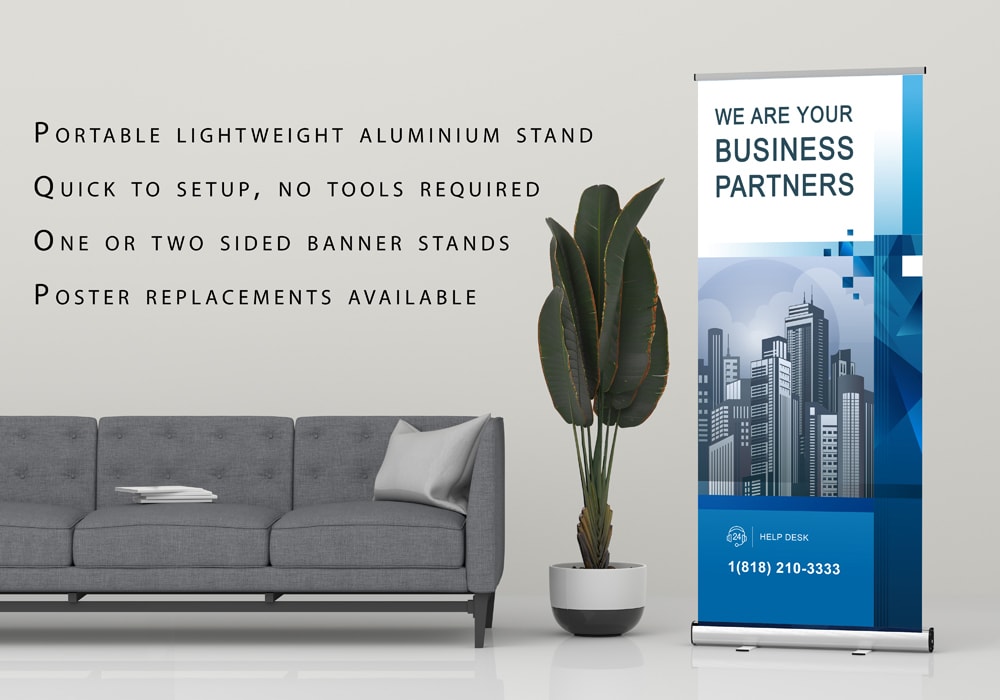 Portable lightweight aluminium stand
Quick to setup, no tools required
One or two sided banner stands
Poster replacements available
WE ARE YOUR
BUSINESS
PARTNERS
24
HELP DESK
1(818) 210-3333